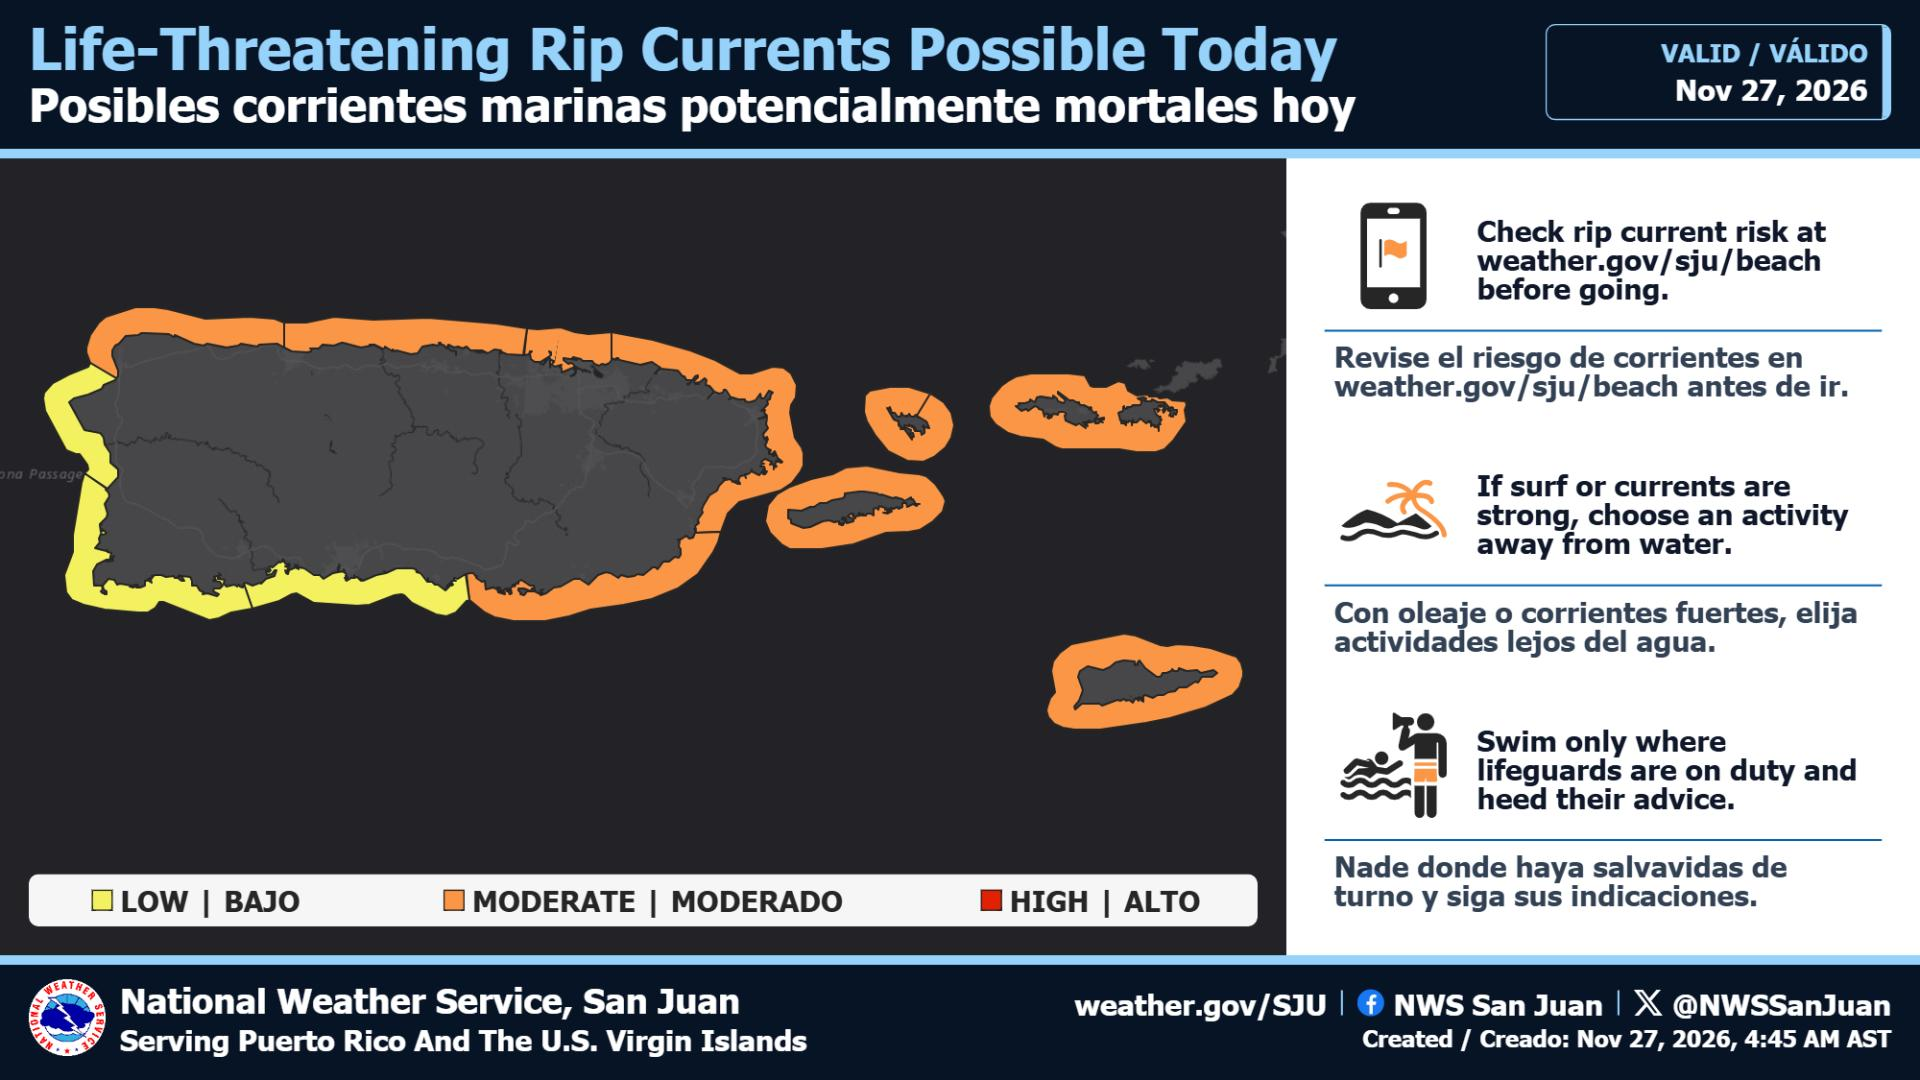 Life-Threatening Rip Currents Possible Today
Posibles corrientes marinas potencialmente mortales hoy
VALID / VÁLIDO
Nov 27, 2026
ona Passage
Check rip current risk at
weather.gov/sju/beach
before going.
Revise el riesgo de corrientes en
weather.gov/sju/beach antes de ir.
If surf or currents are
strong, choose an activity
away from water.
Con oleaje o corrientes fuertes, elija
actividades lejos del agua.
Swim only where
lifeguards are on duty and
heed their advice.
Nade donde haya salvavidas de
turno y siga sus indicaciones.
LOW | BAJO
MODERATE | MODERADO
HIGH | ALTO
NATIONAL WEATHER SERVICE
National Weather Service, San Juan
Serving Puerto Rico And The U.S. Virgin Islands
weather.gov/SJU | NWS San Juan | @NWSSanJuan
Created / Creado: Nov 27, 2026, 4:45 AM AST